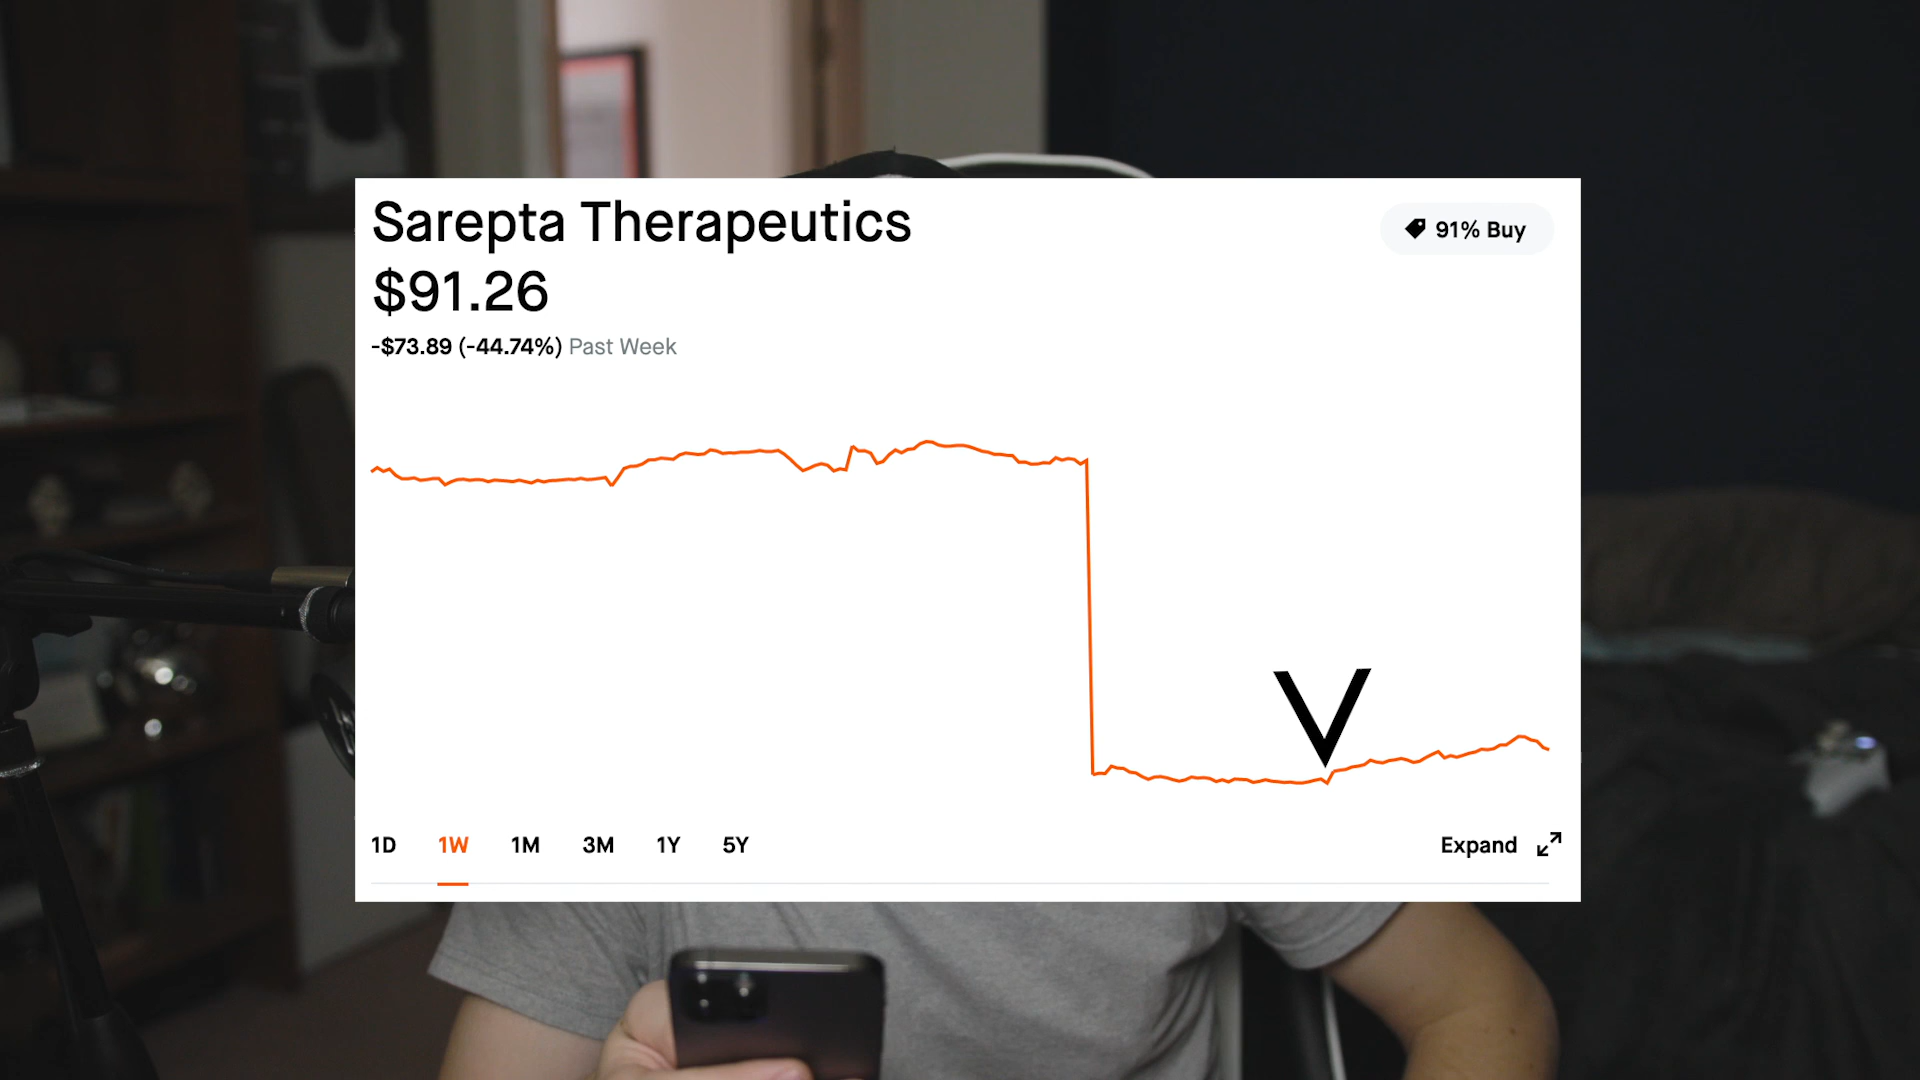 Sarepta Therapeutics
91% Buy
$91.26
-$73.89 (-44.74%) Past Week
1D 1W 1M 3M 1Y 5Y
Expand